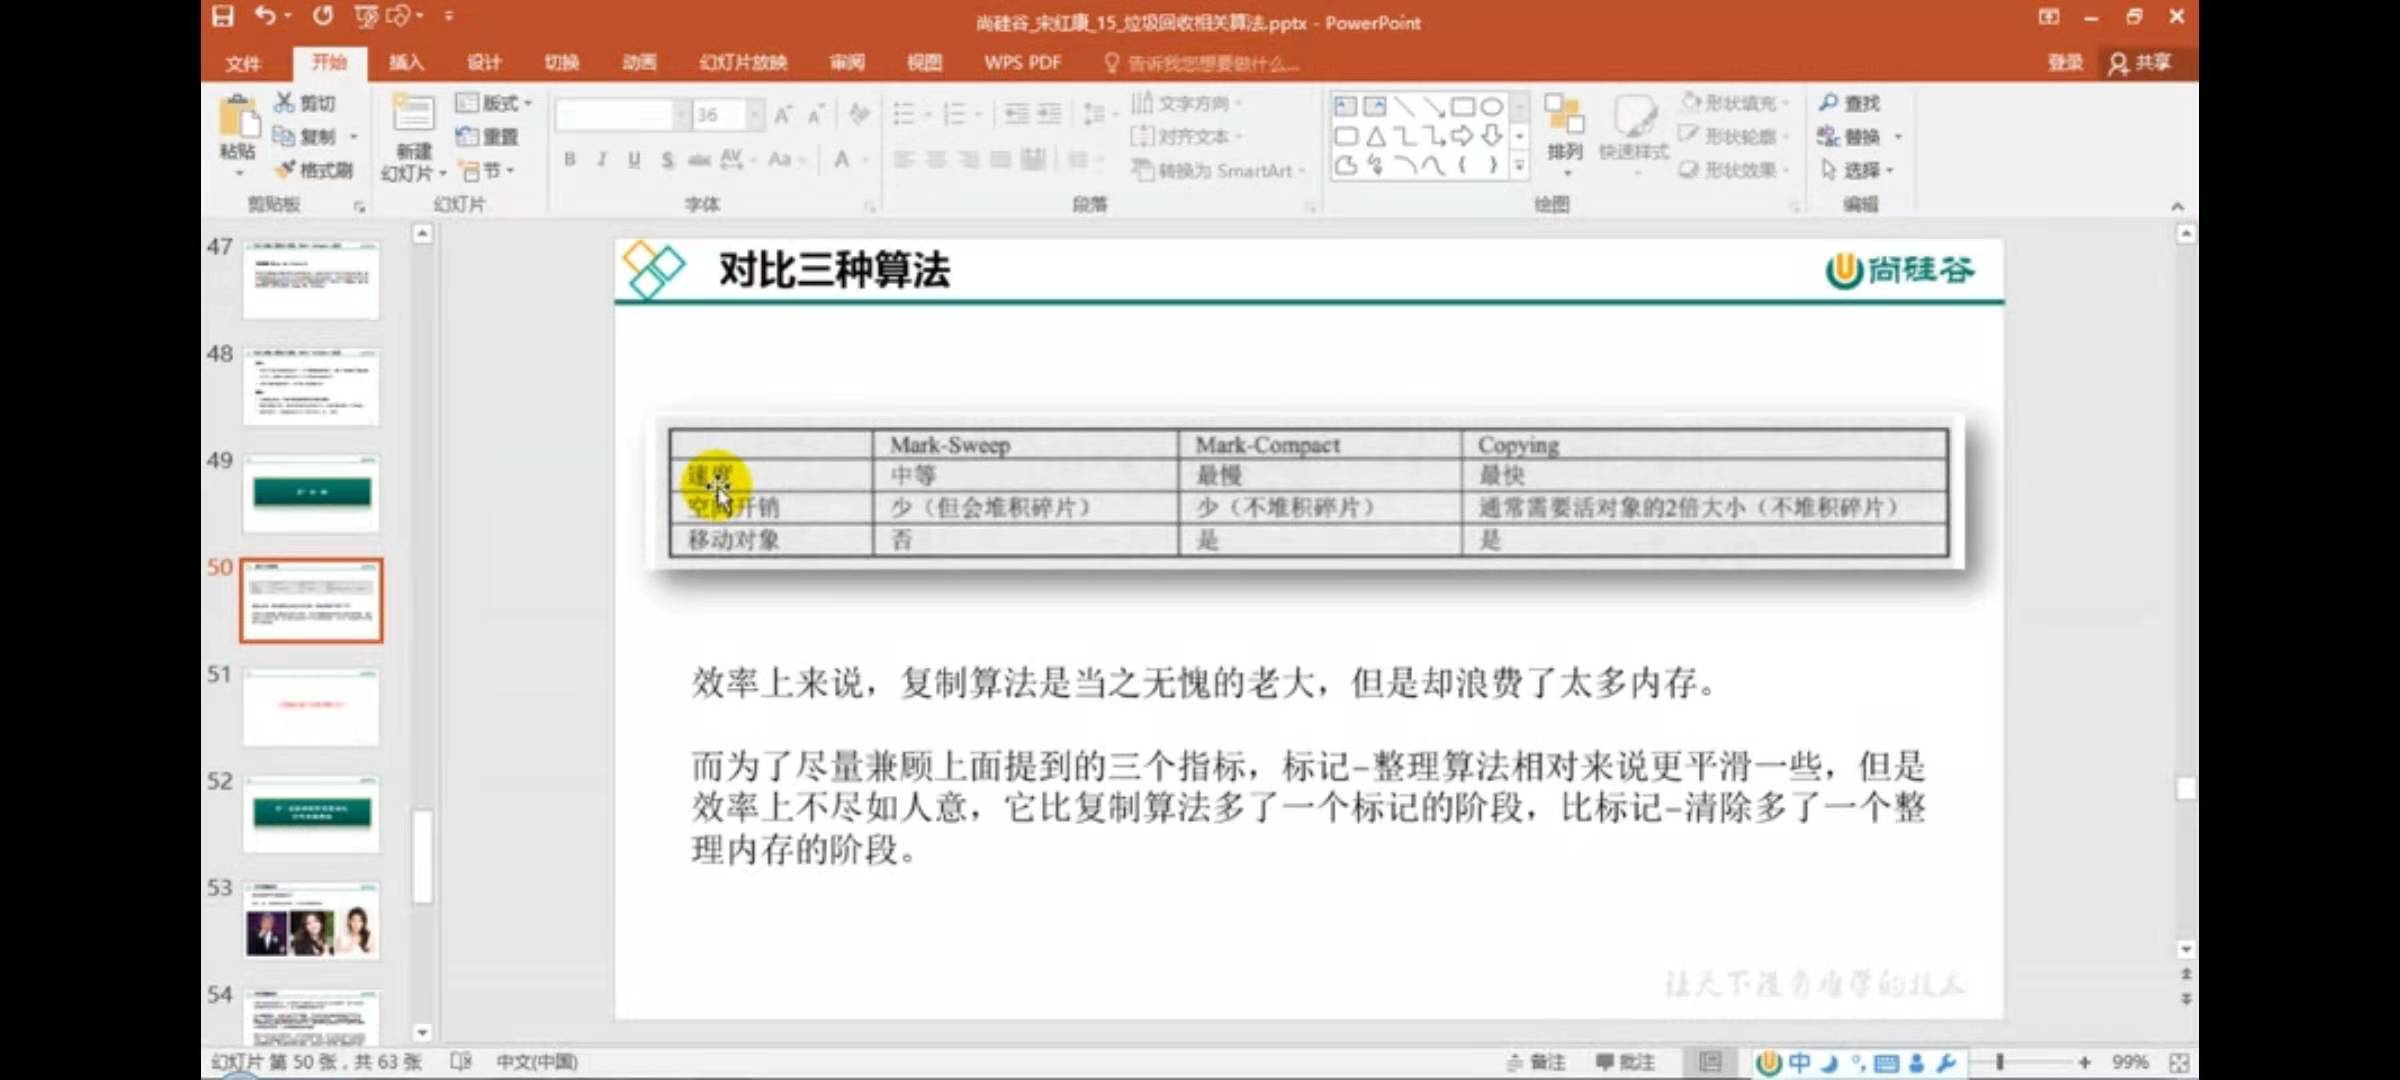 尚硅谷_宋红康_15_垃圾回收相关算法.pptx - PowerPoint
文件 开始 插入 设计 切换 动画 幻灯片放映 审阅 视图 WPS PDF 告诉我您想要做什么... 登录 共享
粘贴 剪切 复制 格式刷 剪贴板
新建 幻灯片 版式 重置 节 幻灯片
36 B I U S abc AV Aa A 字体
文字方向 对齐文本 转换为 SmartArt 段落
排列 快速样式 形状填充 形状轮廓 形状效果 绘图
查找 替换 选择 编辑
47
48
49
50
51
52
53
54
对比三种算法
尚硅谷
Mark-Sweep Mark-Compact Copying
速度 中等 最慢 最快
空间开销 少（但会堆积碎片） 少（不堆积碎片） 通常需要活对象的2倍大小（不堆积碎片）
移动对象 否 是 是
效率上来说，复制算法是当之无愧的老大，但是却浪费了太多内存。
而为了尽量兼顾上面提到的三个指标，标记-整理算法相对来说更平滑一些，但是
效率上不尽如人意，它比复制算法多了一个标记的阶段，比标记-清除多了一个整
理内存的阶段。
让天下没有难学的技术
幻灯片 第 50 张，共 63 张 中文(中国) 备注 批注 中 99%